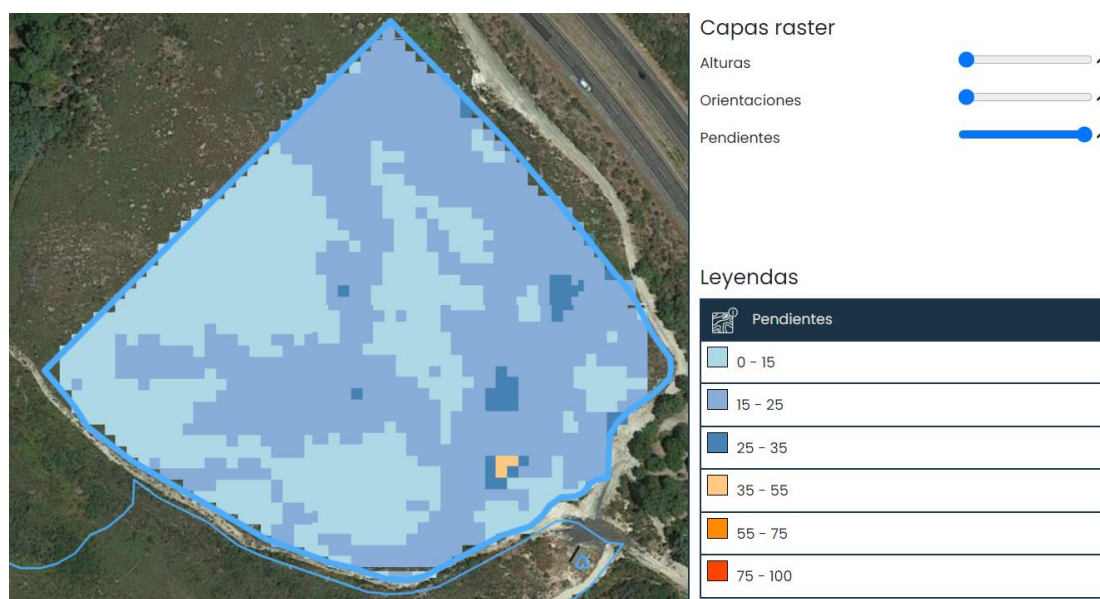 Capas raster
Alturas
Orientaciones
Pendientes
Leyendas
Pendientes
0 - 15
15 - 25
25 - 35
35 - 55
55 - 75
75 - 100